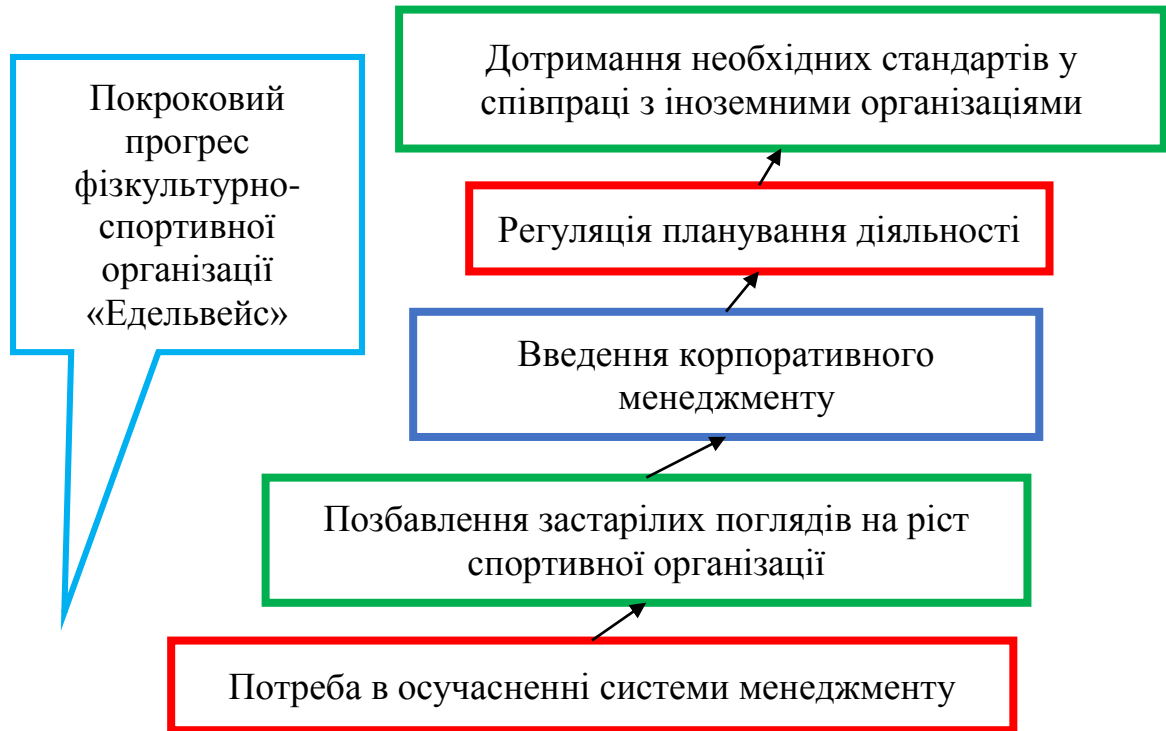 Покроковий
прогрес
фізкультурно-
спортивної
організації
«Едельвейс»
Дотримання необхідних стандартів у
співпраці з іноземними організаціями
Регуляція планування діяльності
Введення корпоративного
менеджменту
Позбавлення застарілих поглядів на ріст
спортивної організації
Потреба в осучасненні системи менеджменту